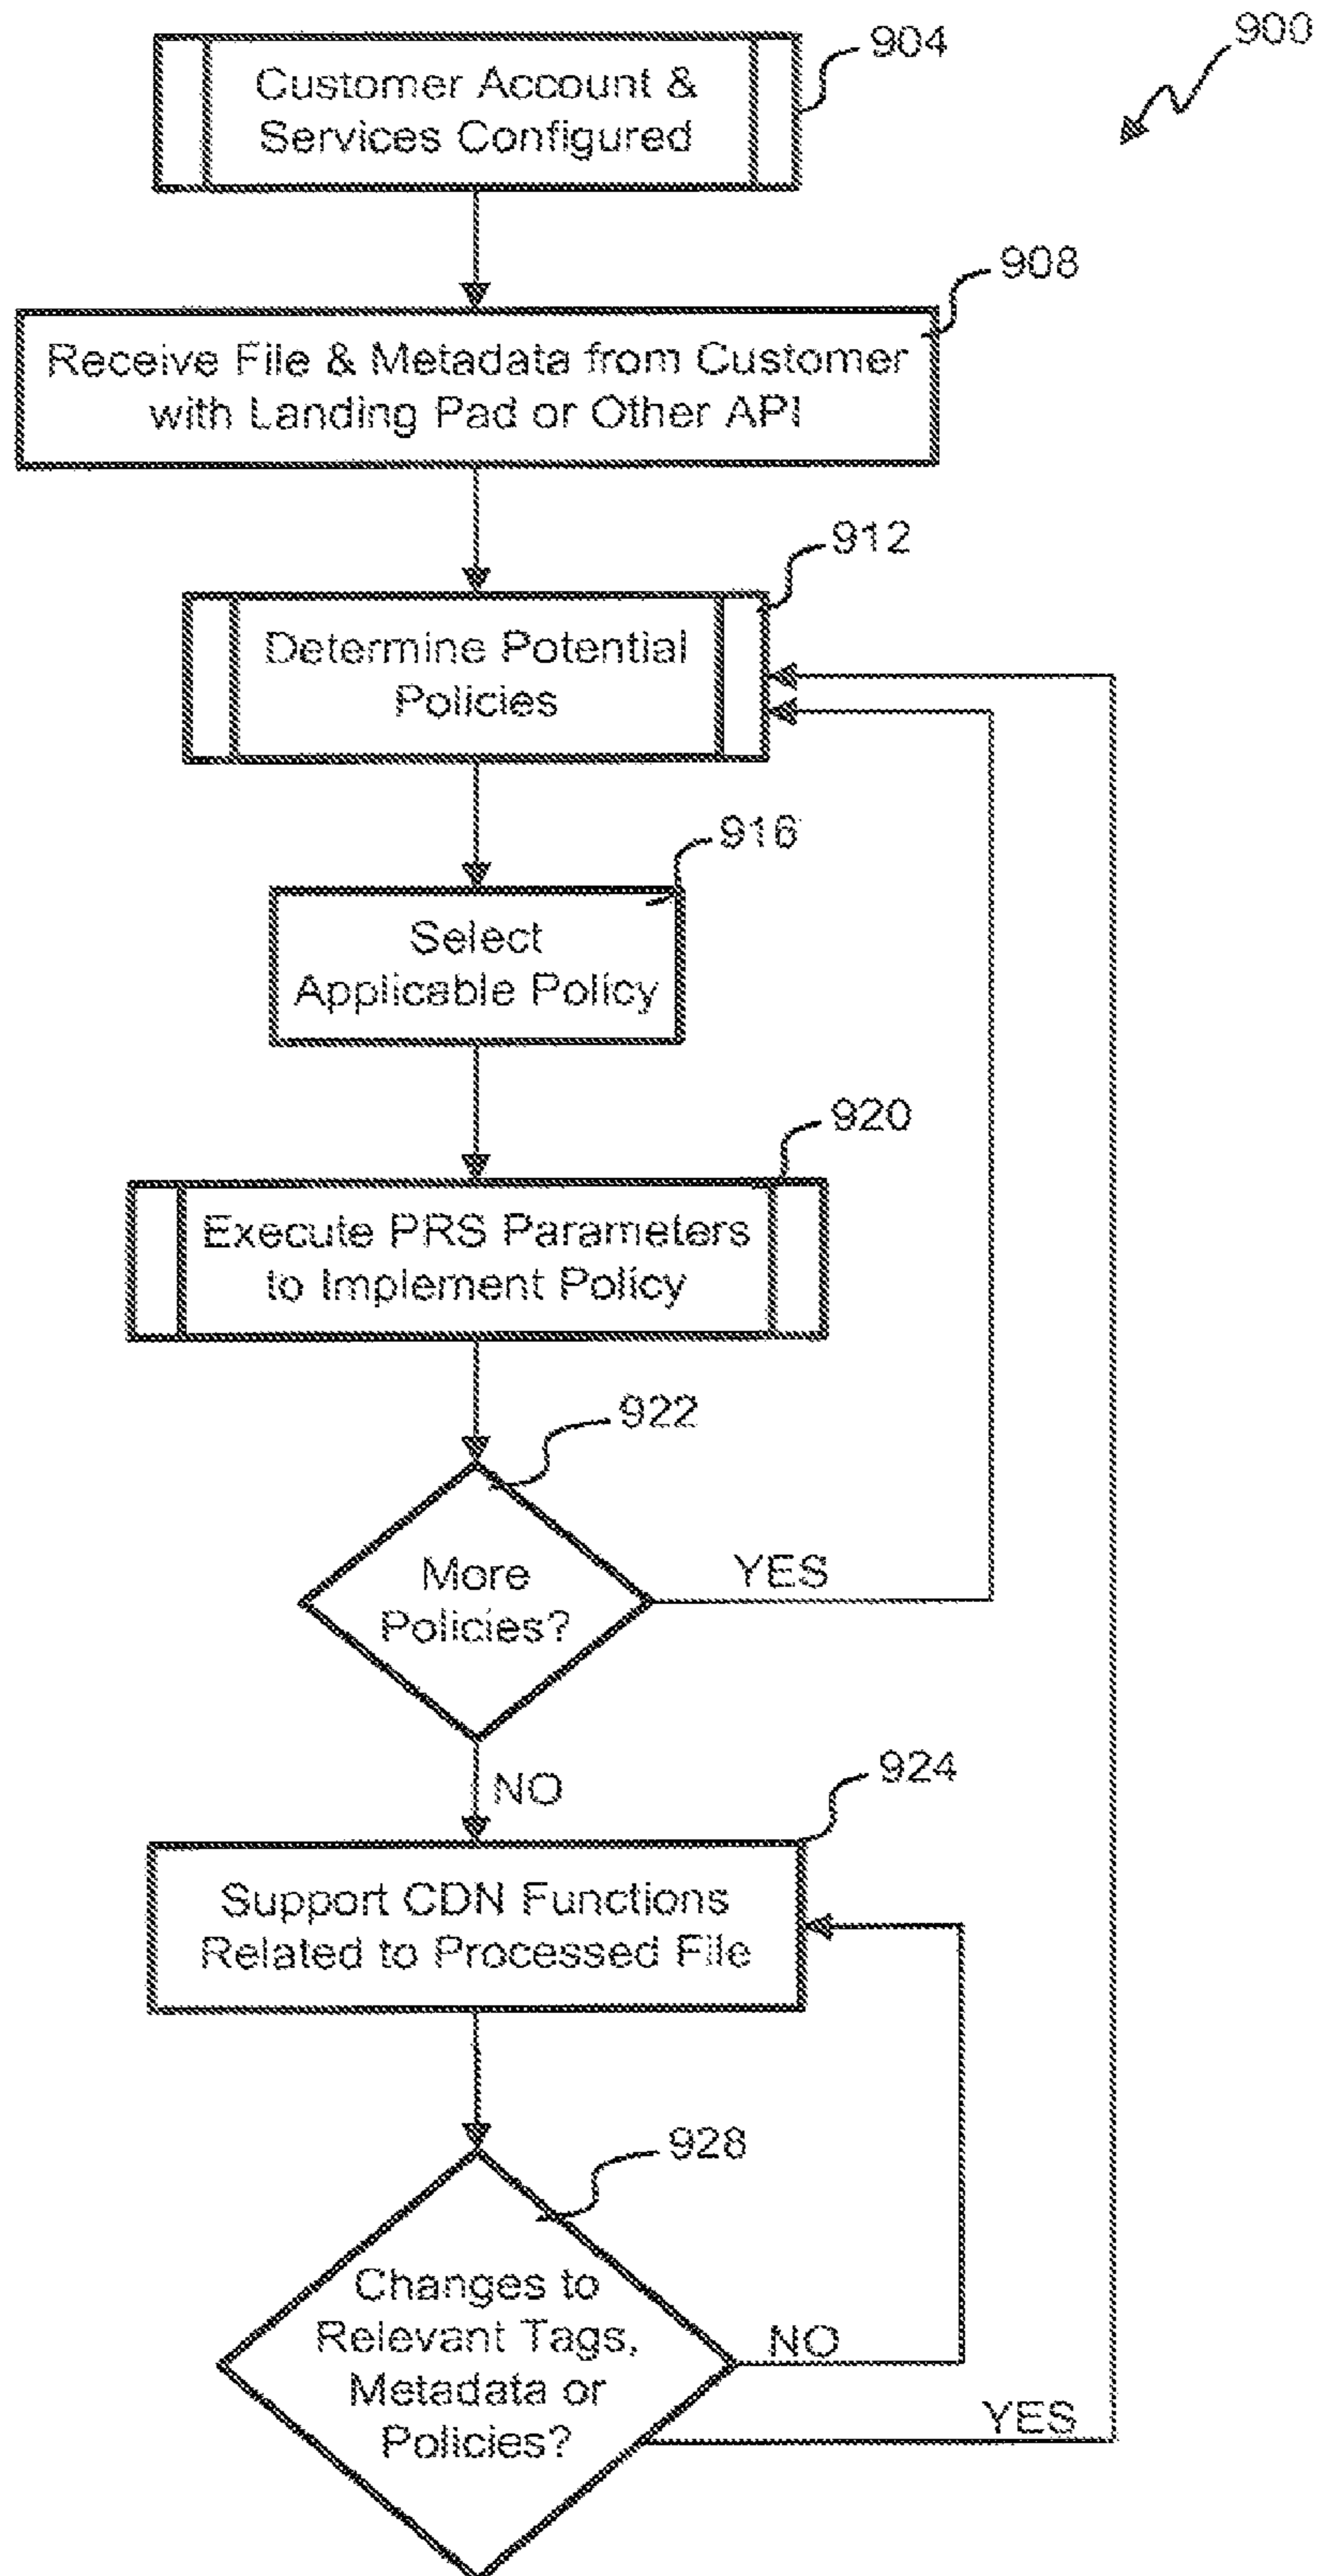 900
904
Customer Account &
Services Configured
908
Receive File & Metadata from Customer
with Landing Pad or Other API
912
Determine Potential
Policies
916
Select
Applicable Policy
920
Execute PRS Parameters
to Implement Policy
922
More
Policies?
YES
NO
924
Support CDN Functions
Related to Processed File
928
Changes to
Relevant Tags,
Metadata or
Policies?
NO
YES